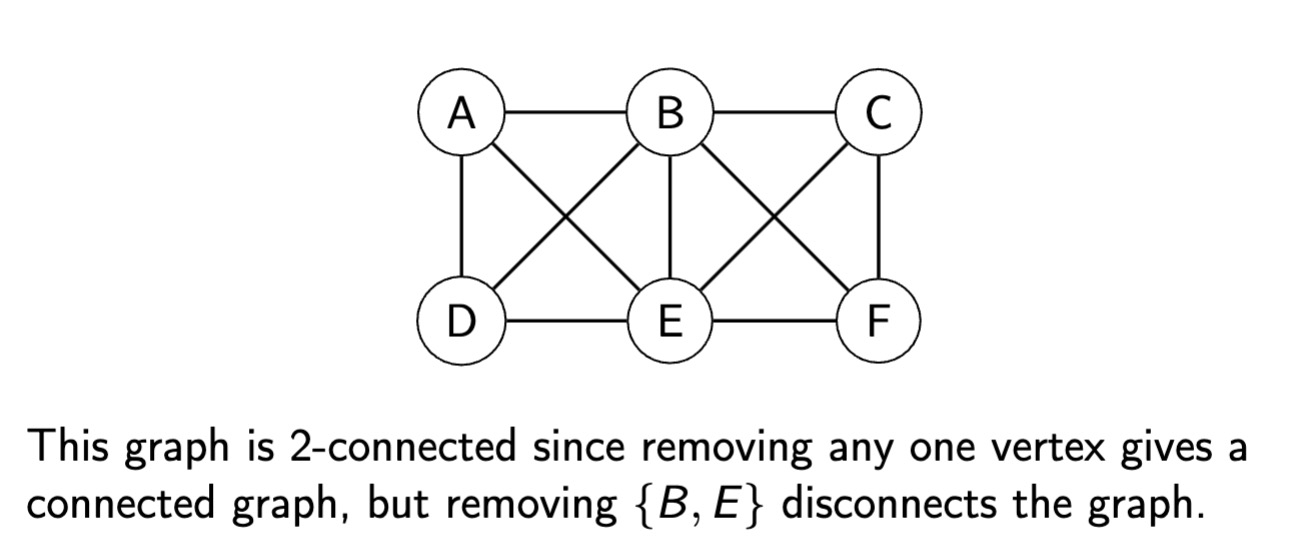 A B C
D E F
This graph is 2-connected since removing any one vertex gives a
connected graph, but removing {B, E} disconnects the graph.